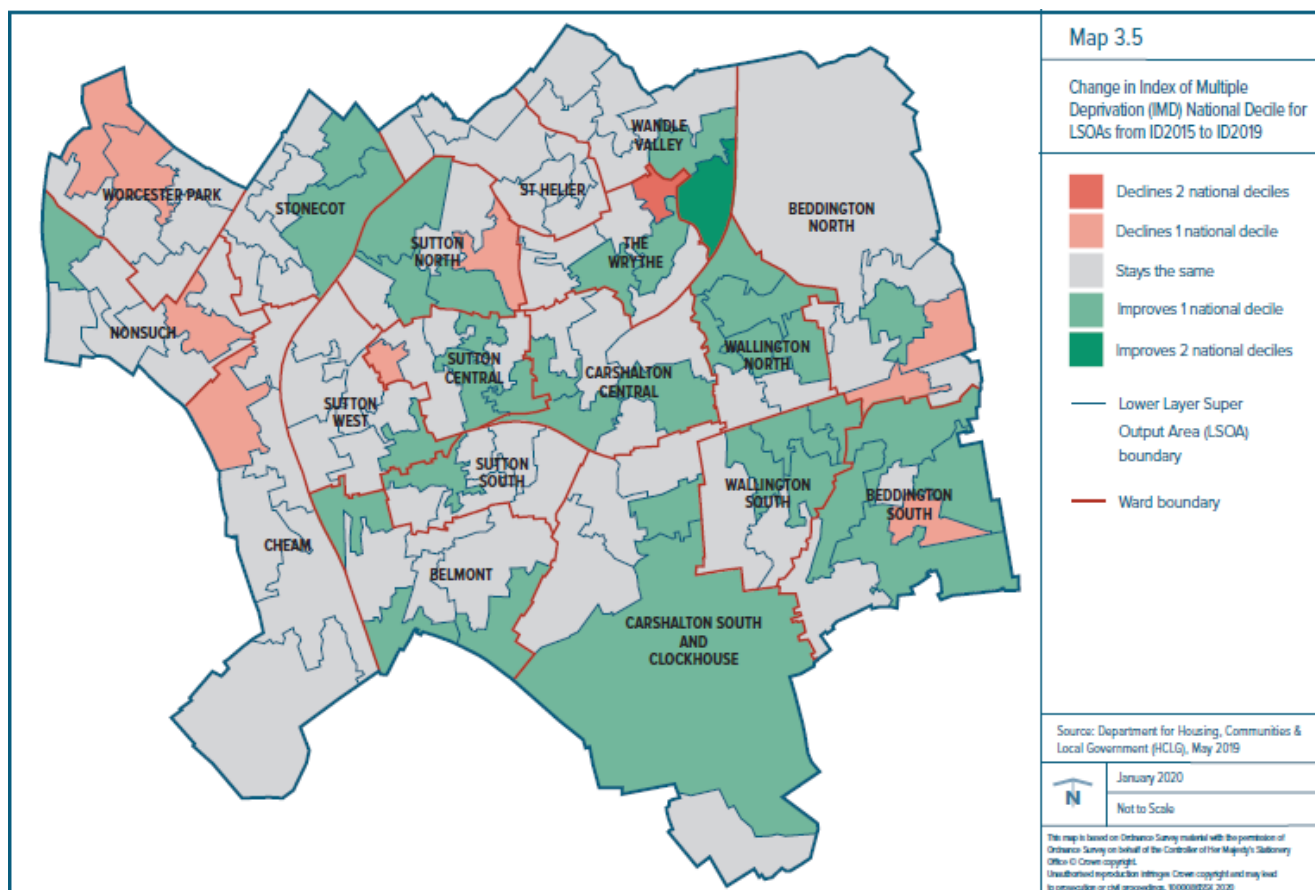 Map 3.5
Change in Index of Multiple
Deprivation (IMD) National Decile for
LSOAs from ID2015 to ID2019
Declines 2 national deciles
Declines 1 national decile
Stays the same
Improves 1 national decile
Improves 2 national deciles
Lower Layer Super
Output Area (LSOA)
boundary
Ward boundary
WANDLE
VALLEY
WORCESTER PARK
STONECOT
ST HELIER
BEDDINGTON
NORTH
SUTTON
NORTH
THE
WRYTHE
NONSUCH
SUTTON
CENTRAL
CARSHALTON
CENTRAL
WALLINGTON
NORTH
SUTTON
WEST
SUTTON
SOUTH
WALLINGTON
SOUTH
BEDDINGTON
SOUTH
CHEAM
BELMONT
CARSHALTON SOUTH
AND
CLOCKHOUSE
Source: Department for Housing, Communities &
Local Government (HCLG), May 2019
N
January 2020
Not to Scale
This map is based on Ordnance Survey material with the permission of
Ordnance Survey on behalf of the Controller of Her Majesty's Stationery
Office © Crown copyright.
Unauthorised reproduction infringes Crown copyright and may lead
to prosecution or civil proceedings. 2020